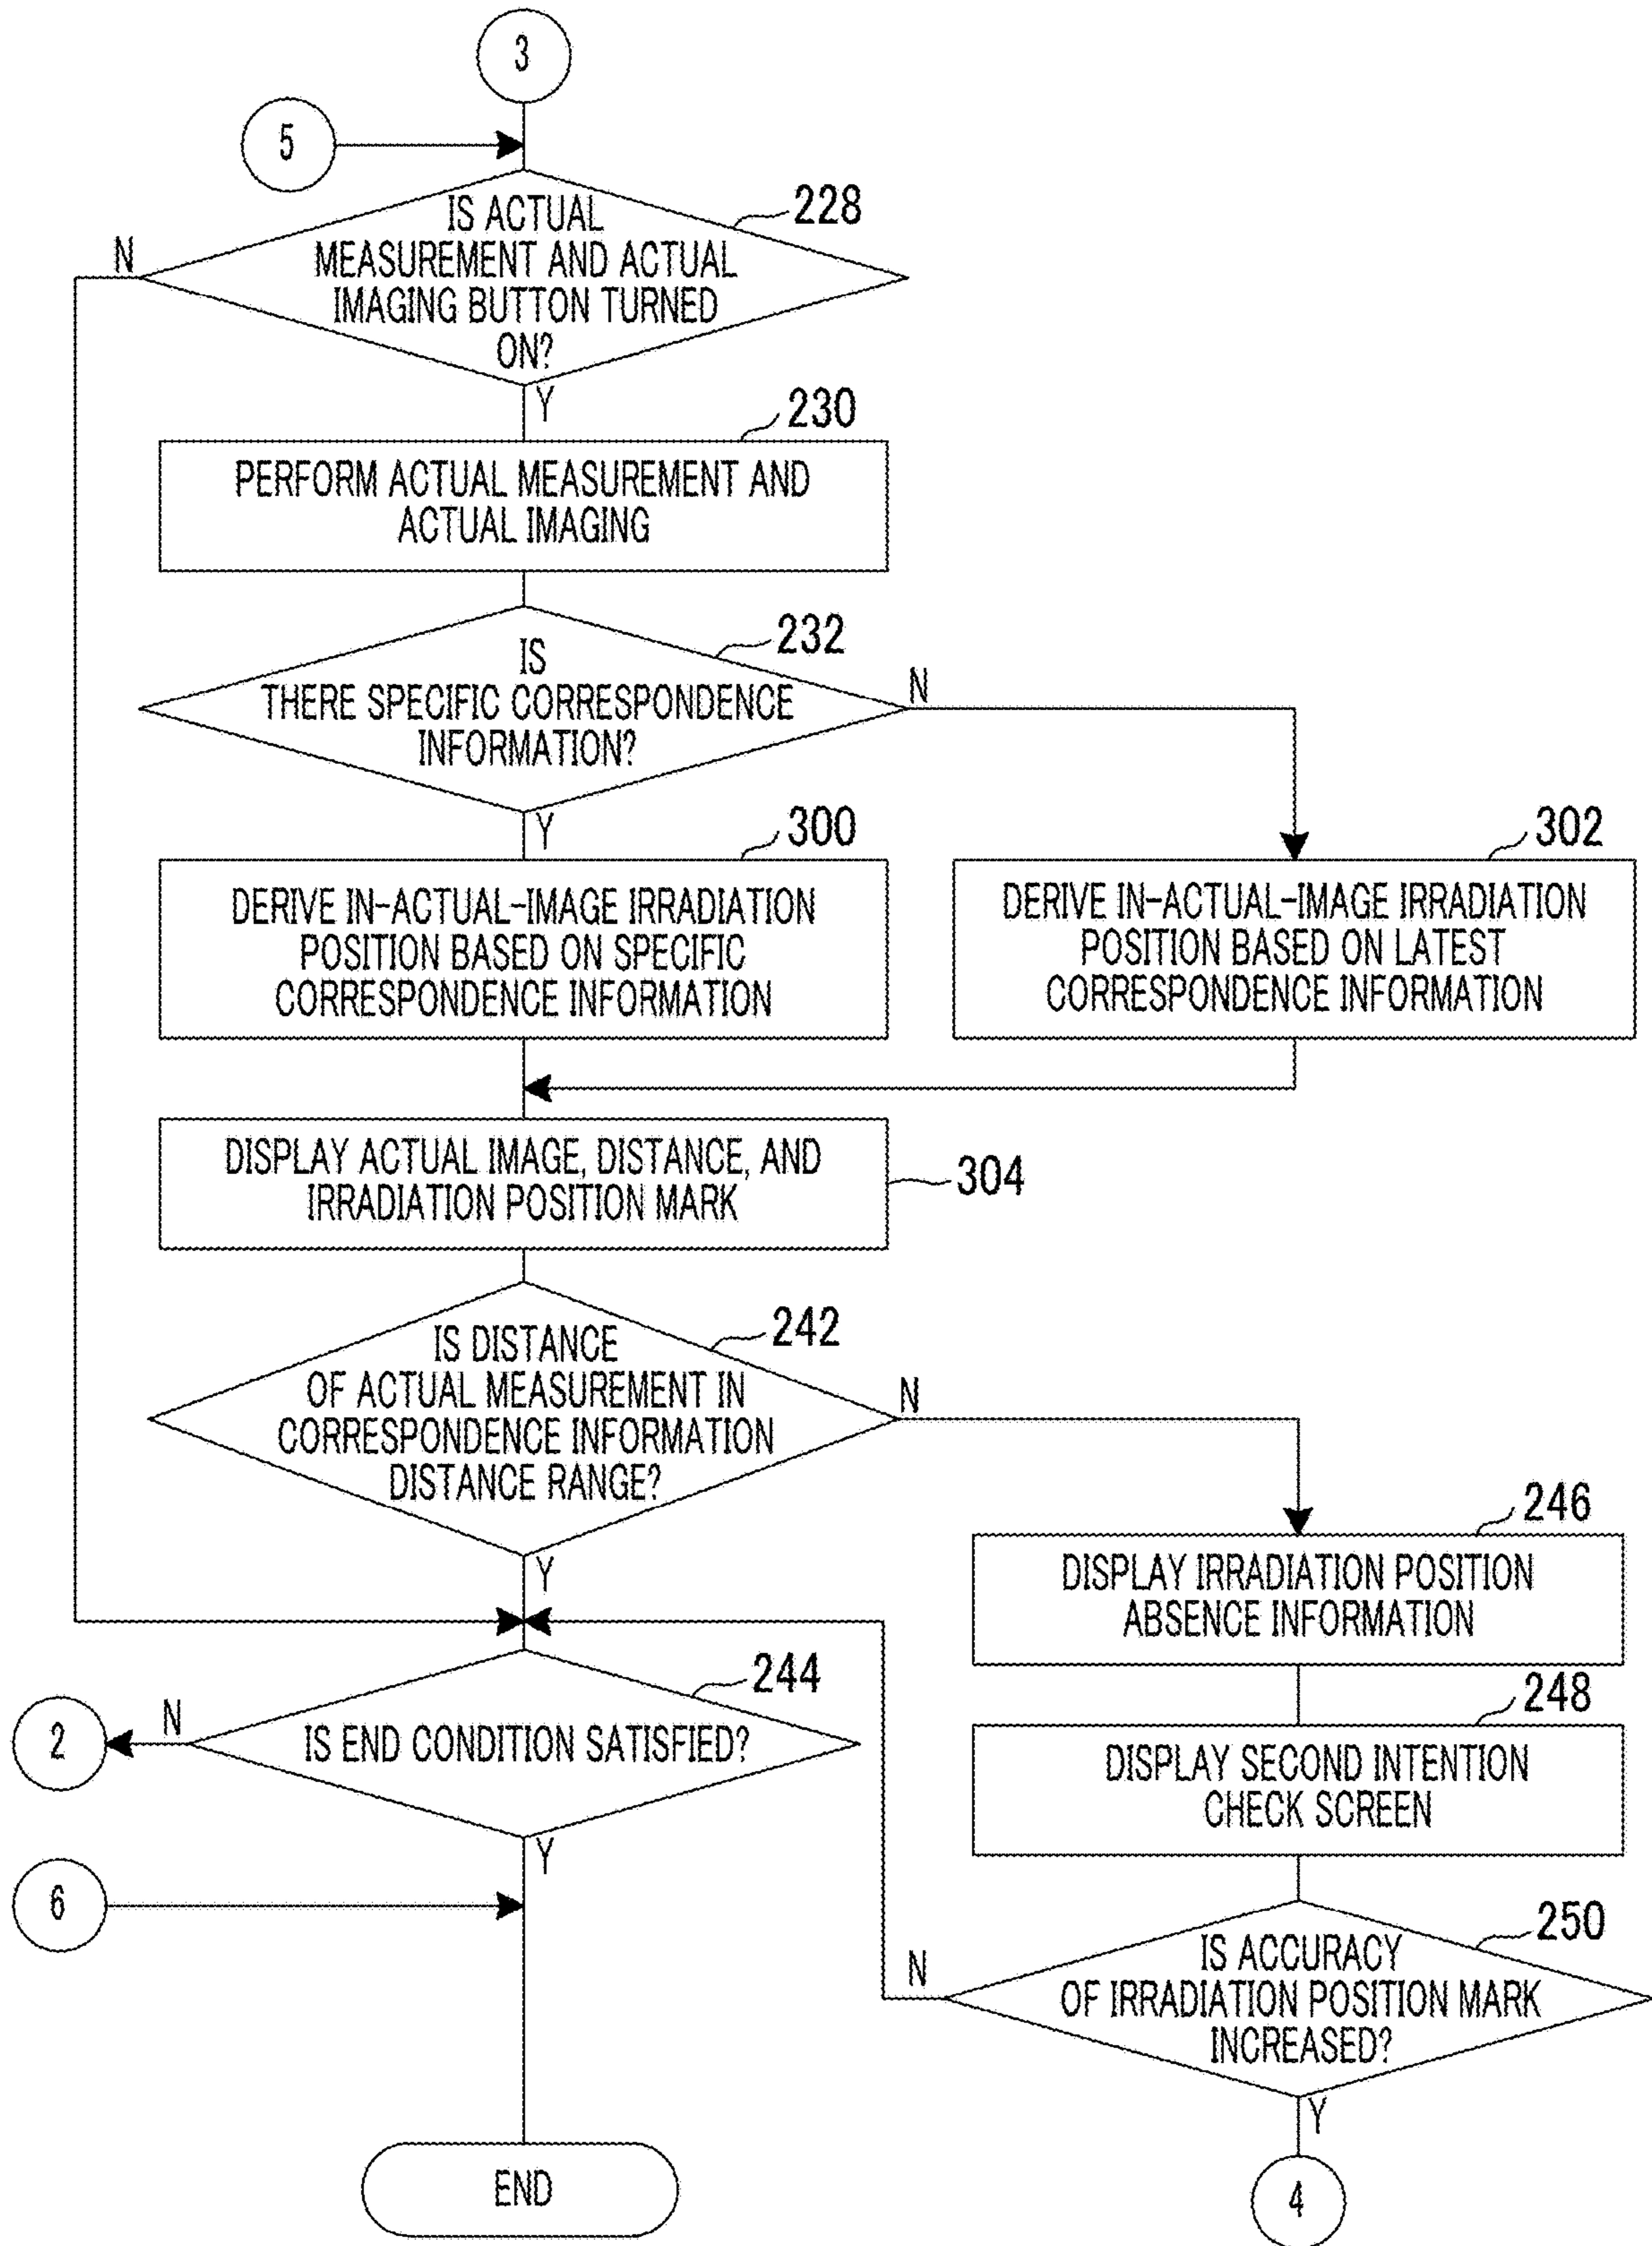 3
5
228
IS ACTUAL
MEASUREMENT AND ACTUAL
IMAGING BUTTON TURNED
ON?
N
Y
230
PERFORM ACTUAL MEASUREMENT AND
ACTUAL IMAGING
232
IS
THERE SPECIFIC CORRESPONDENCE
INFORMATION?
N
Y
300
DERIVE IN-ACTUAL-IMAGE IRRADIATION
POSITION BASED ON SPECIFIC
CORRESPONDENCE INFORMATION
302
DERIVE IN-ACTUAL-IMAGE IRRADIATION
POSITION BASED ON LATEST
CORRESPONDENCE INFORMATION
DISPLAY ACTUAL IMAGE, DISTANCE, AND
IRRADIATION POSITION MARK
304
242
IS DISTANCE
OF ACTUAL MEASUREMENT IN
CORRESPONDENCE INFORMATION
DISTANCE RANGE?
N
Y
246
DISPLAY IRRADIATION POSITION
ABSENCE INFORMATION
244
IS END CONDITION SATISFIED?
N
2
Y
248
DISPLAY SECOND INTENTION
CHECK SCREEN
6
250
IS ACCURACY
OF IRRADIATION POSITION MARK
INCREASED?
N
Y
END
4